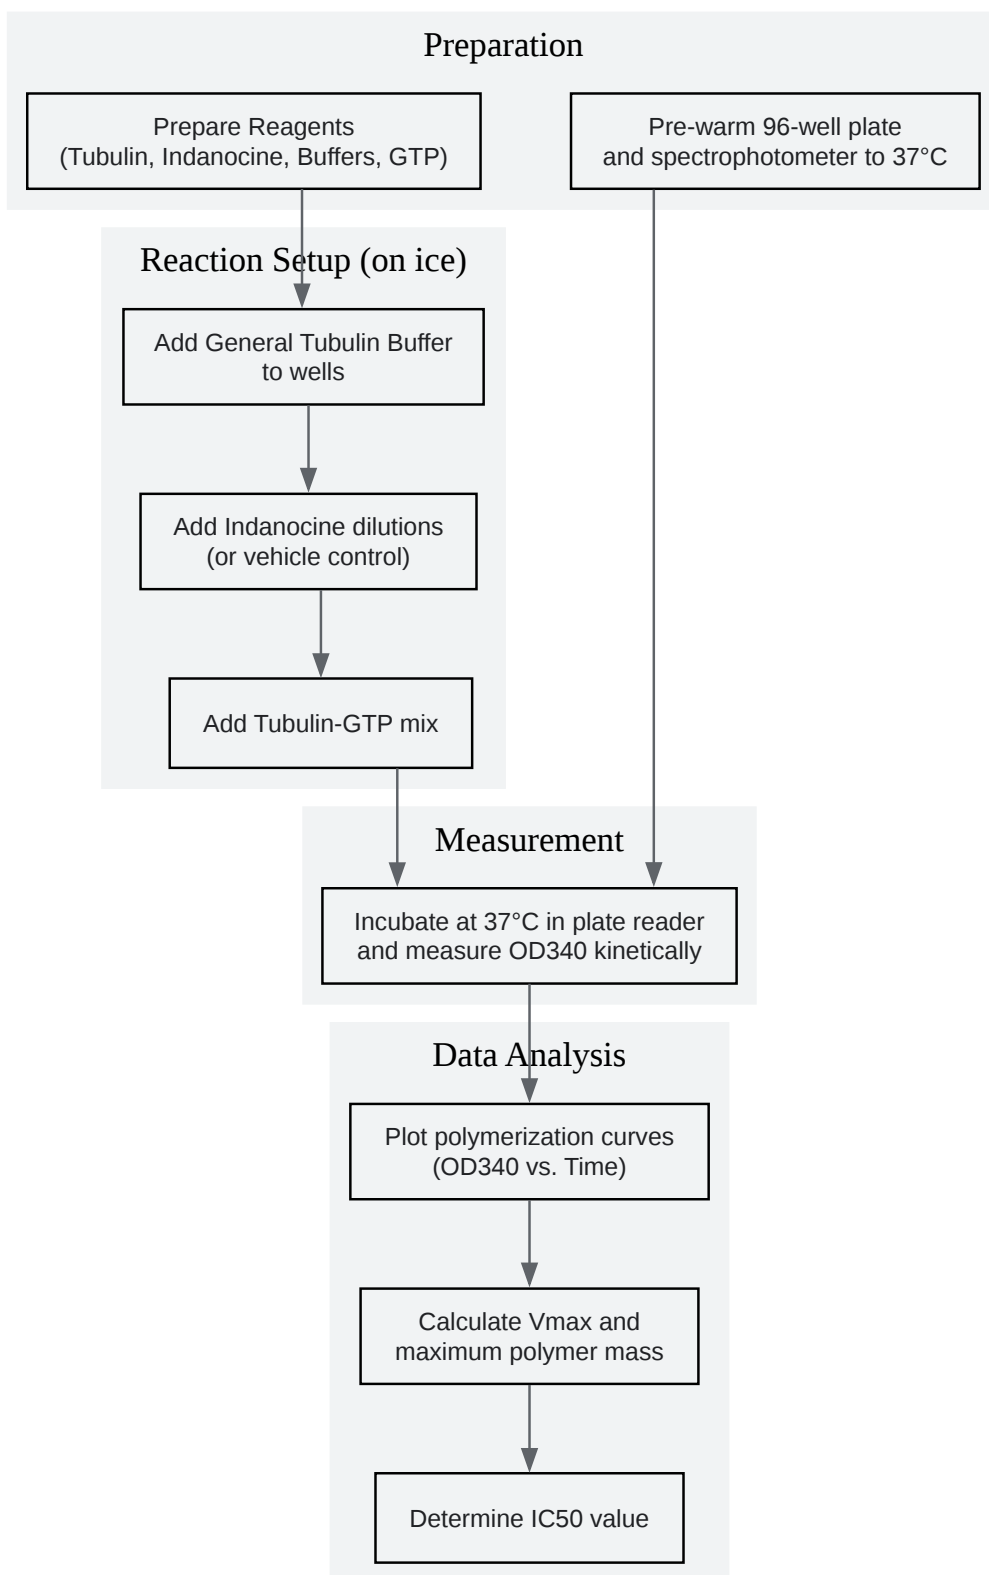 Preparation
Prepare Reagents
(Tubulin, Indanocine, Buffers, GTP)
Pre-warm 96-well plate
and spectrophotometer to 37°C
Reaction Setup (on ice)
Add General Tubulin Buffer
to wells
Add Indanocine dilutions
(or vehicle control)
Add Tubulin-GTP mix
Measurement
Incubate at 37°C in plate reader
and measure OD340 kinetically
Data Analysis
Plot polymerization curves
(OD340 vs. Time)
Calculate Vmax and
maximum polymer mass
Determine IC50 value